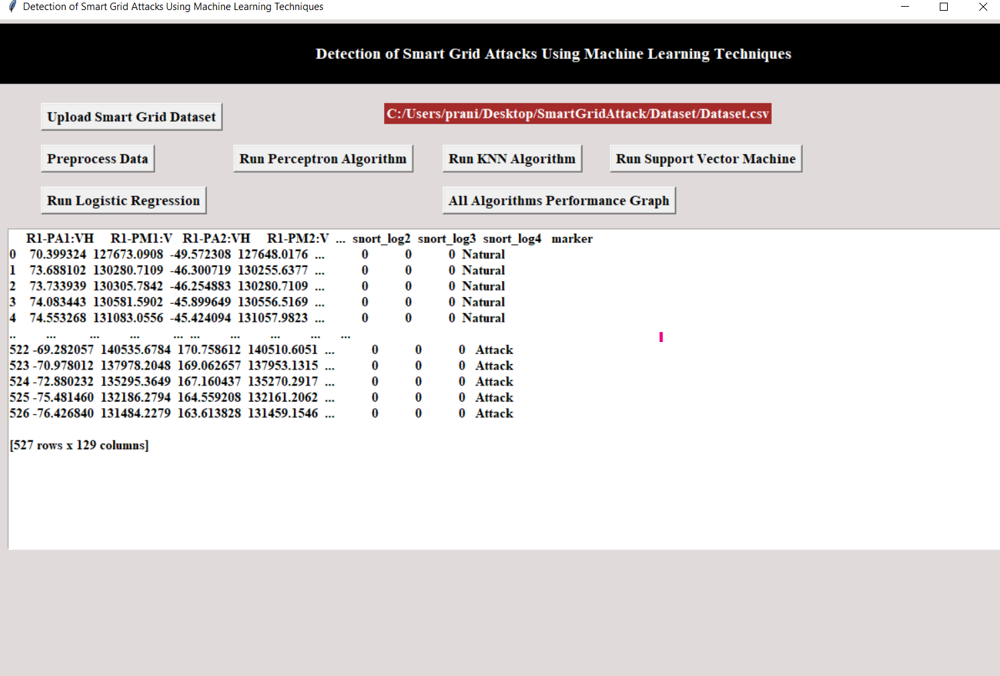 Detection of Smart Grid Attacks Using Machine Learning Techniques
Detection of Smart Grid Attacks Using Machine Learning Techniques
Upload Smart Grid Dataset C:/Users/prani/Desktop/SmartGridAttack/Dataset/Dataset.csv
Preprocess Data Run Perceptron Algorithm Run KNN Algorithm Run Support Vector Machine
Run Logistic Regression All Algorithms Performance Graph
R1-PA1:VH R1-PM1:V R1-PA2:VH R1-PM2:V ... snort_log2 snort_log3 snort_log4 marker
0 70.399324 127673.0908 -49.572308 127648.0176 ... 0 0 0 Natural
1 73.688102 130280.7109 -46.300719 130255.6377 ... 0 0 0 Natural
2 73.733939 130305.7842 -46.254883 130280.7109 ... 0 0 0 Natural
3 74.083443 130581.5902 -45.899649 130556.5169 ... 0 0 0 Natural
4 74.553268 131083.0556 -45.424094 131057.9823 ... 0 0 0 Natural
.. ... ... ... ... ... ... ... ... ...
522 -69.282057 140535.6784 170.758612 140510.6051 ... 0 0 0 Attack
523 -70.978012 137978.2048 169.062657 137953.1315 ... 0 0 0 Attack
524 -72.880232 135295.3649 167.160437 135270.2917 ... 0 0 0 Attack
525 -75.481460 132186.2794 164.559208 132161.2062 ... 0 0 0 Attack
526 -76.426840 131484.2279 163.613828 131459.1546 ... 0 0 0 Attack
[527 rows x 129 columns]